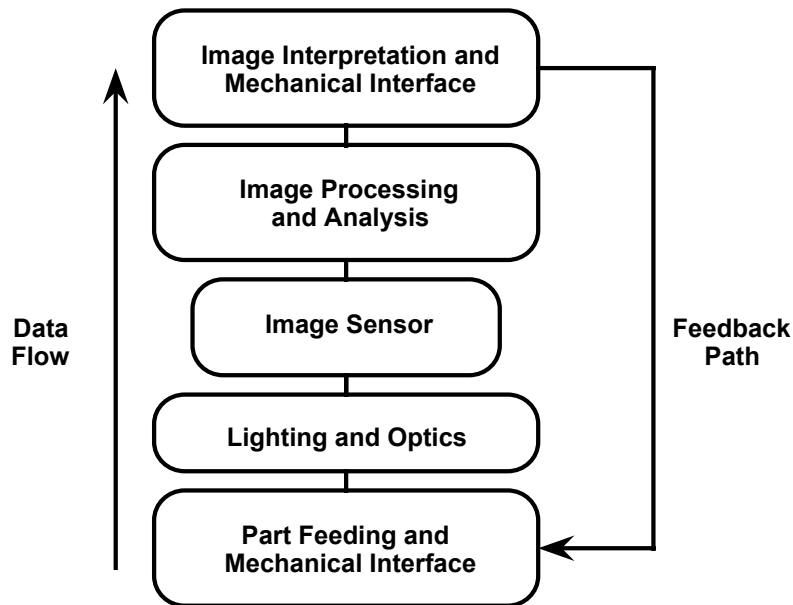 Image Interpretation and
Mechanical Interface
Image Processing
and Analysis
Image Sensor
Data
Flow
Feedback
Path
Lighting and Optics
Part Feeding and
Mechanical Interface